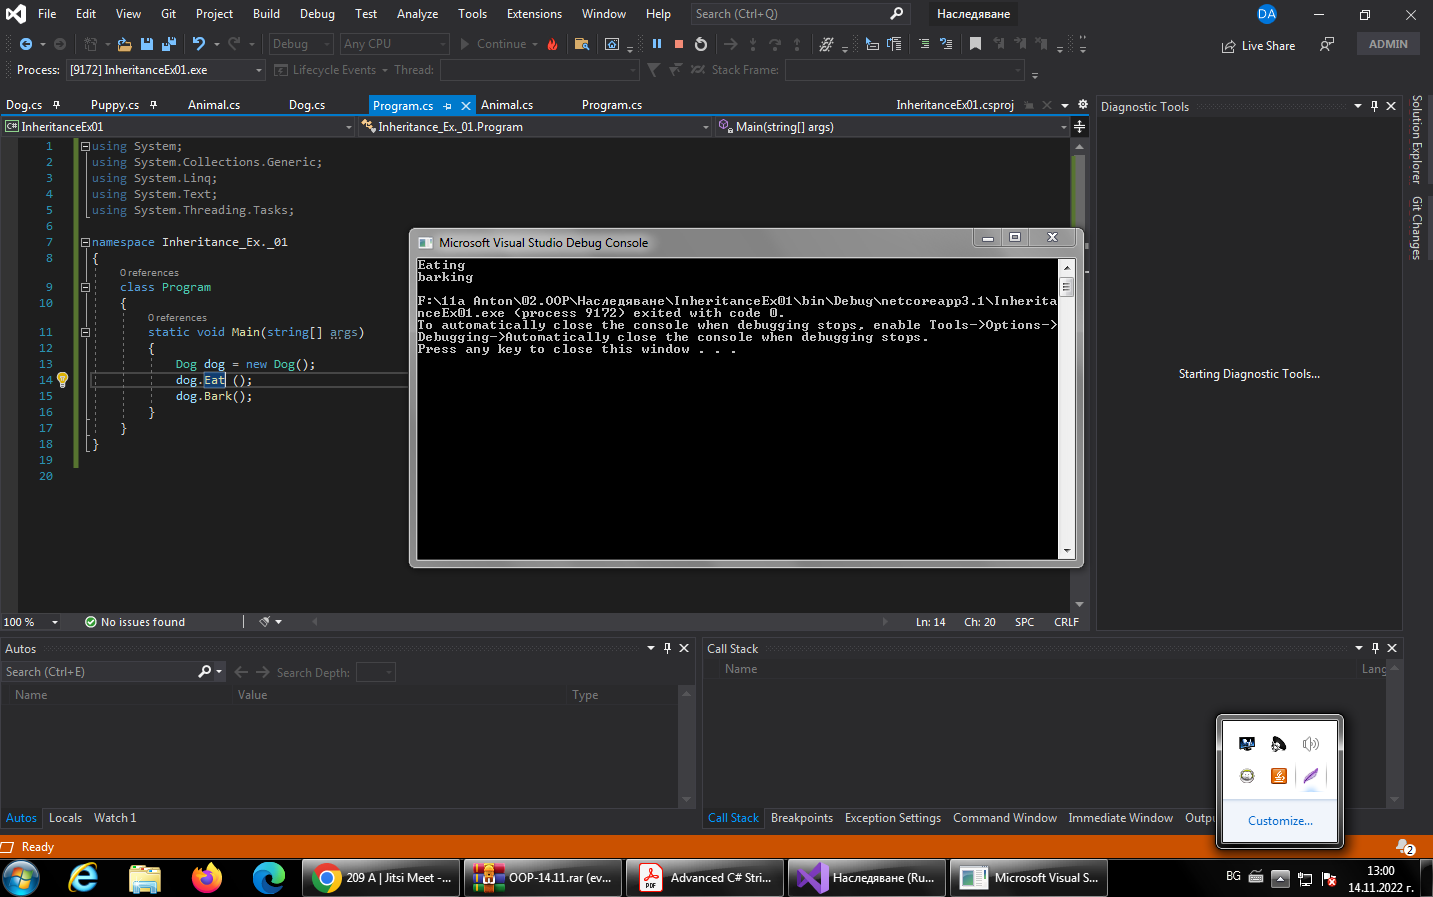 File Edit View Git Project Build Debug Test Analyze Tools Extensions Window Help Search (Ctrl+Q) Наследяване DA
Debug Any CPU Continue Live Share ADMIN
Process: [9172] InheritanceEx01.exe Lifecycle Events Thread: Stack Frame:
Dog.cs Puppy.cs Animal.cs Dog.cs Program.cs Animal.cs Program.cs InheritanceEx01.csproj
InheritanceEx01 Inheritance_Ex._01.Program Main(string[] args)
1 using System;
2 using System.Collections.Generic;
3 using System.Linq;
4 using System.Text;
5 using System.Threading.Tasks;
6
7 namespace Inheritance_Ex._01
8 {
0 references
9 class Program
10 {
0 references
11 static void Main(string[] args)
12 {
13 Dog dog = new Dog();
14 dog.Eat ();
15 dog.Bark();
16 }
17 }
18 }
19
20
Microsoft Visual Studio Debug Console
Eating
barking
F:\11a Anton\02.OOP\Наследяване\InheritanceEx01\bin\Debug\netcoreapp3.1\Inherita
nceEx01.exe (process 9172) exited with code 0.
To automatically close the console when debugging stops, enable Tools->Options->
Debugging->Automatically close the console when debugging stops.
Press any key to close this window . . .
Diagnostic Tools
Starting Diagnostic Tools...
Solution Explorer
Git Changes
100 % No issues found Ln: 14 Ch: 20 SPC CRLF
Autos
Search (Ctrl+E) Search Depth:
Name Value Type
Autos Locals Watch 1
Call Stack
Name Lang
Call Stack Breakpoints Exception Settings Command Window Immediate Window Outpu
Customize...
Ready 2
209 A | Jitsi Meet -... OOP-14.11.rar (ev... PDF Advanced C# Stri... Наследяване (Ru... Microsoft Visual S... BG 13:00
14.11.2022 г.